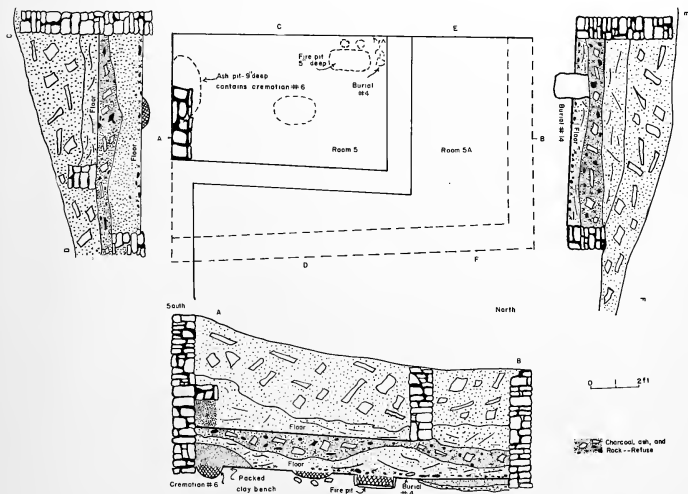 C
E
C
E
Fire pit
5" deep
Ash pit-9"deep
contains cremation #6
Burial
#4
A
B
Room 5
Room 5A
D
F
Floor
Floor
D
Burial #14
Floor
F
South
A
North
B
0 1 2ft
Floor
Floor
Charcoal, ash, and
Rock--Refuse
Cremation #6
Packed
clay bench
Fire pit
Burial
#4